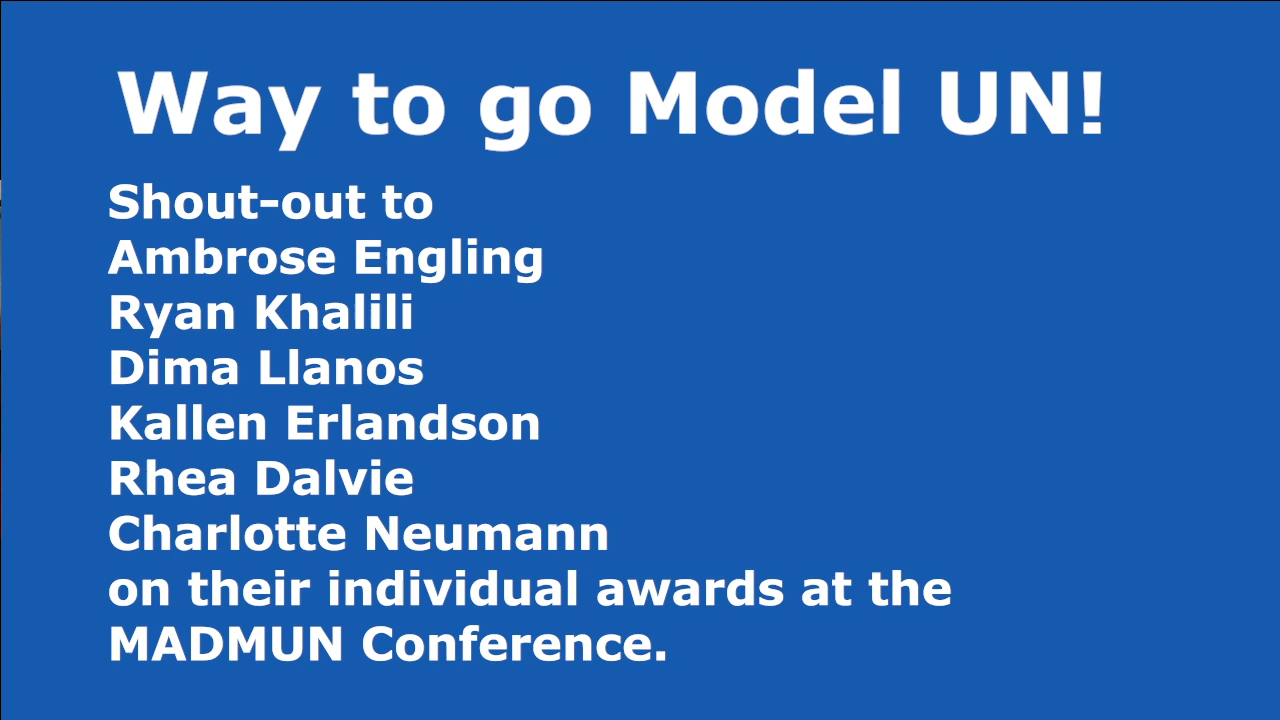 Way to go Model UN!
Shout-out to
Ambrose Engling
Ryan Khalili
Dima Llanos
Kallen Erlandson
Rhea Dalvie
Charlotte Neumann
on their individual awards at the
MADMUN Conference.